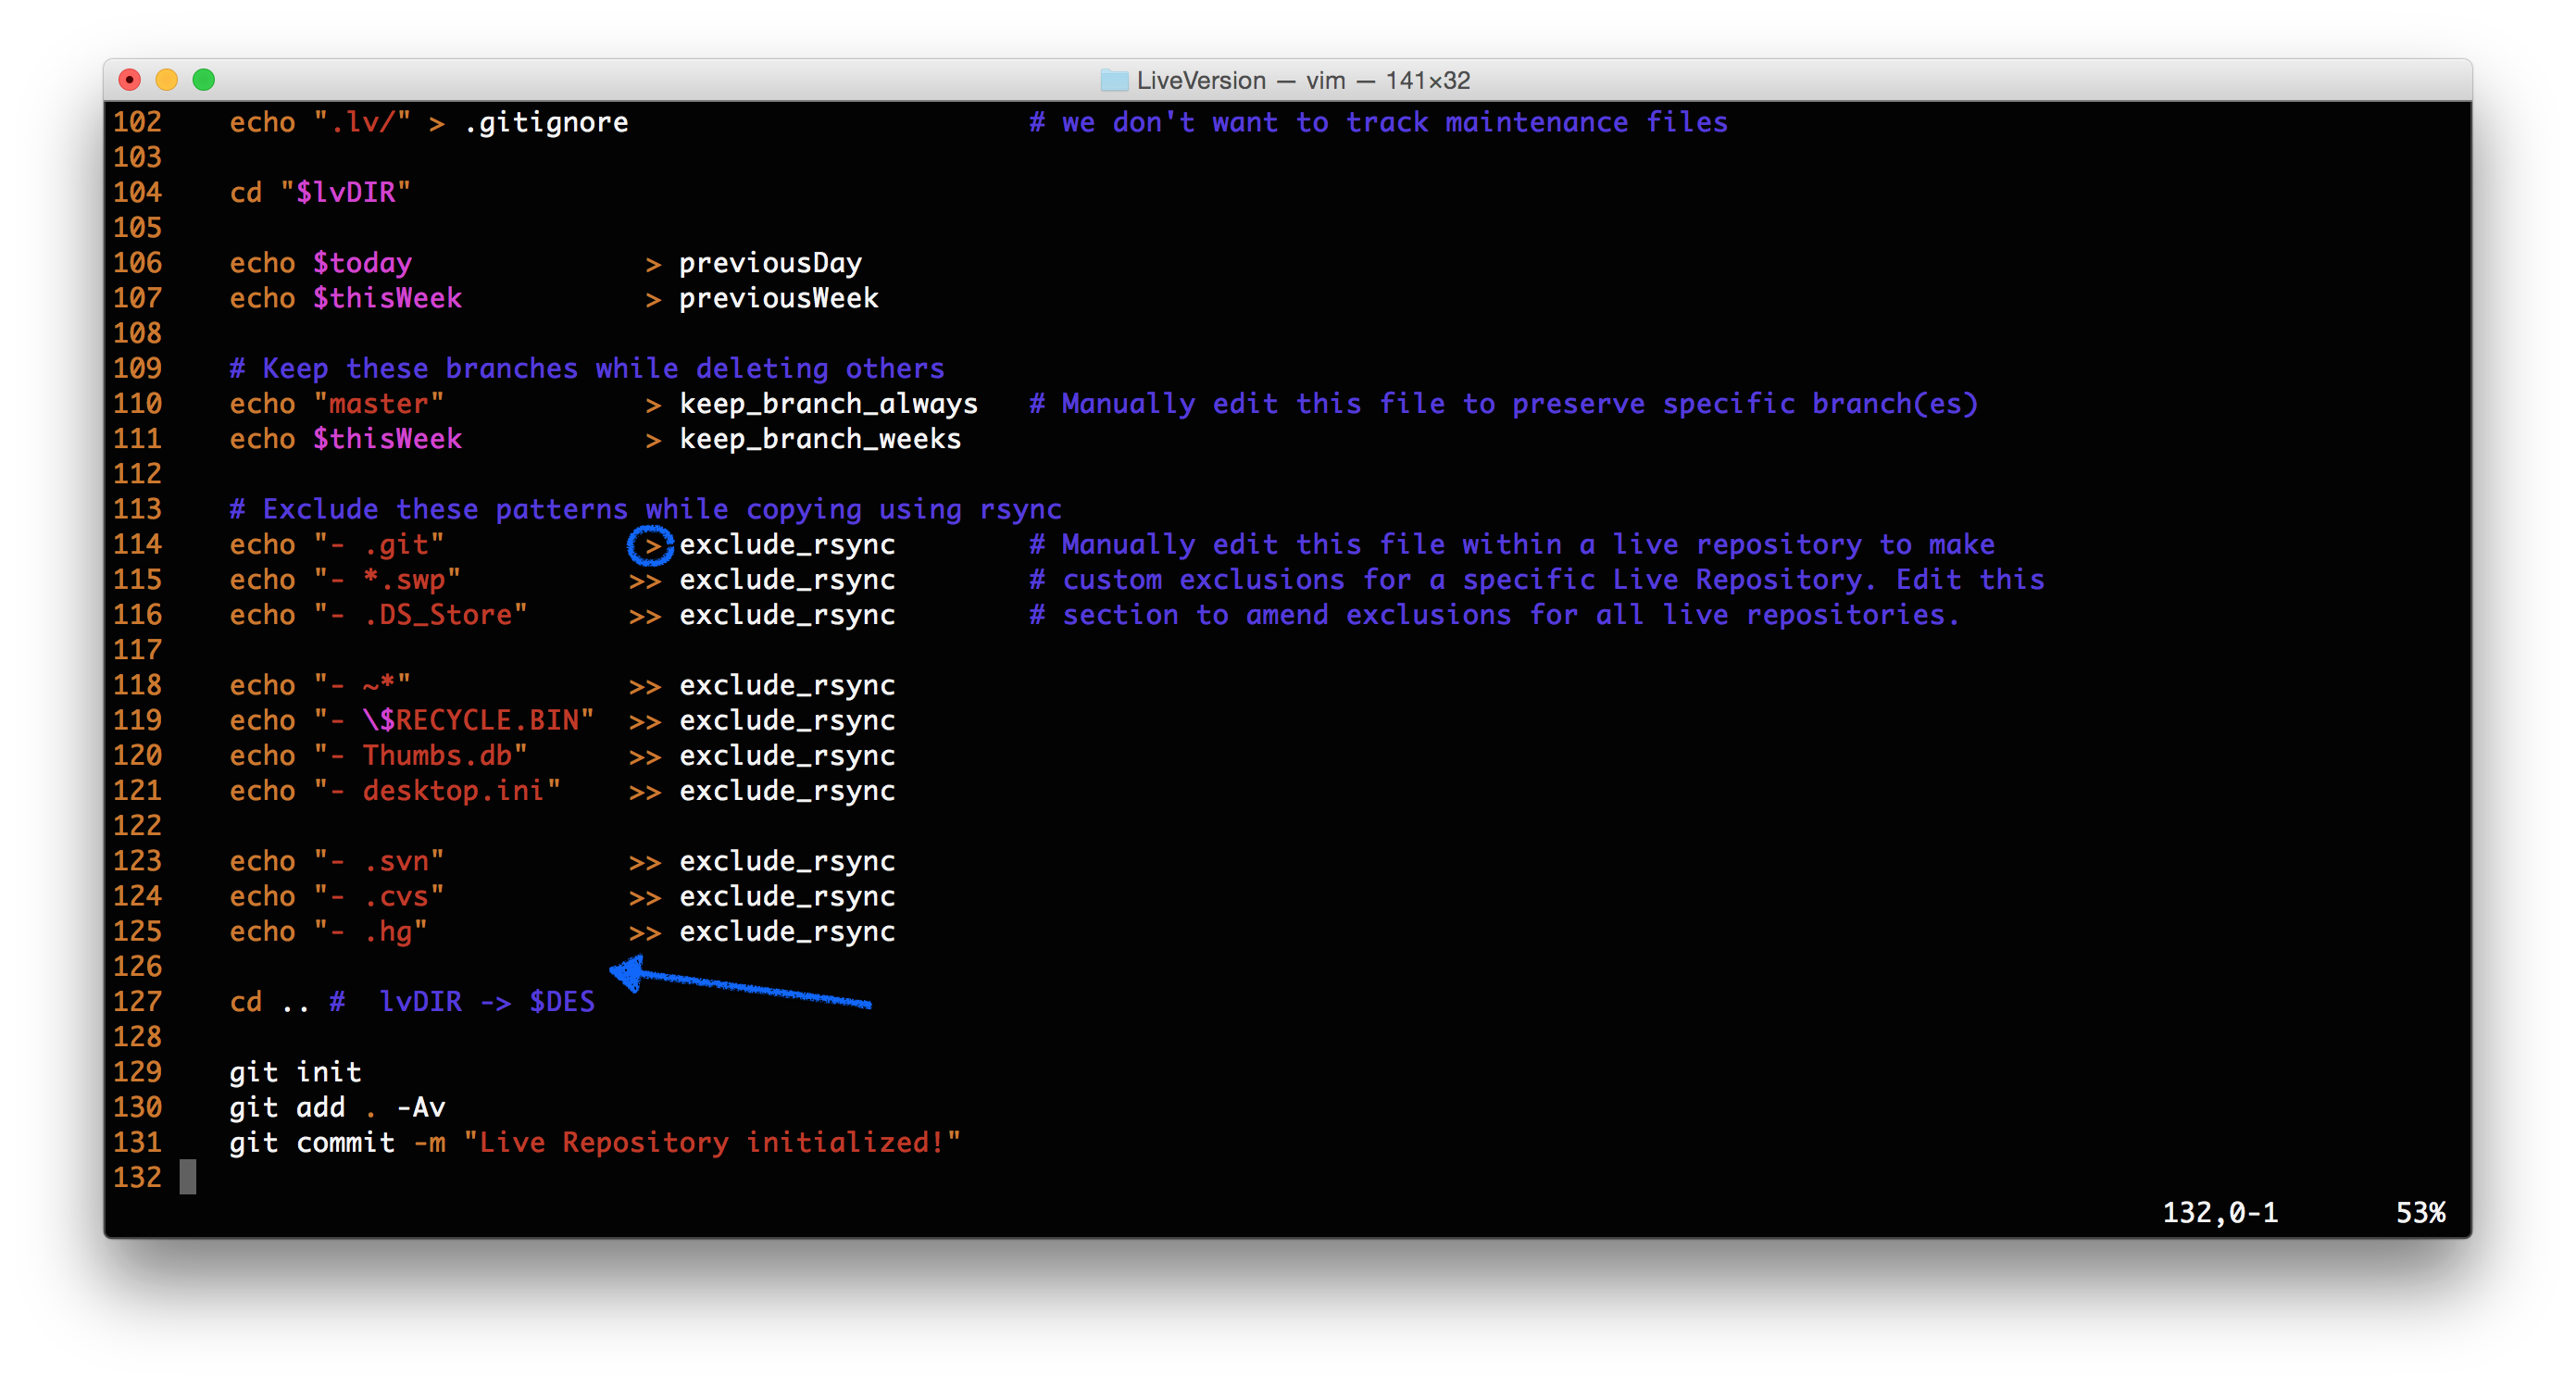 LiveVersion — vim — 141×32
102    echo ".lv/" > .gitignore                        # we don't want to track maintenance files
103
104    cd "$lvDIR"
105
106    echo $today              > previousDay
107    echo $thisWeek           > previousWeek
108
109    # Keep these branches while deleting others
110    echo "master"            > keep_branch_always   # Manually edit this file to preserve specific branch(es)
111    echo $thisWeek           > keep_branch_weeks
112
113    # Exclude these patterns while copying using rsync
114    echo "- .git"            > exclude_rsync        # Manually edit this file within a live repository to make
115    echo "- *.swp"          >> exclude_rsync        # custom exclusions for a specific Live Repository. Edit this
116    echo "- .DS_Store"      >> exclude_rsync        # section to amend exclusions for all live repositories.
117
118    echo "- ~*"             >> exclude_rsync
119    echo "- \$RECYCLE.BIN"  >> exclude_rsync
120    echo "- Thumbs.db"      >> exclude_rsync
121    echo "- desktop.ini"    >> exclude_rsync
122
123    echo "- .svn"           >> exclude_rsync
124    echo "- .cvs"           >> exclude_rsync
125    echo "- .hg"            >> exclude_rsync
126
127    cd .. #  lvDIR -> $DES
128
129    git init
130    git add . -Av
131    git commit -m "Live Repository initialized!"
132
132,0-1       53%